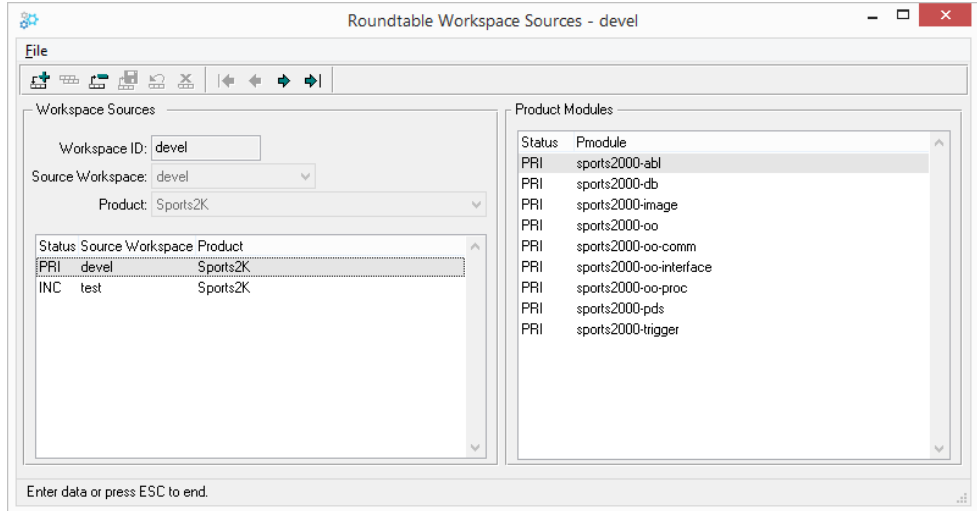 Roundtable Workspace Sources - devel
File
Workspace Sources
Workspace ID: devel
Source Workspace: devel
Product: Sports2K
Status Source Workspace Product
PRI devel Sports2K
INC test Sports2K
Product Modules
Status Pmodule
PRI sports2000-abl
PRI sports2000-db
PRI sports2000-image
PRI sports2000-oo
PRI sports2000-oo-comm
PRI sports2000-oo-interface
PRI sports2000-oo-proc
PRI sports2000-pds
PRI sports2000-trigger
Enter data or press ESC to end.